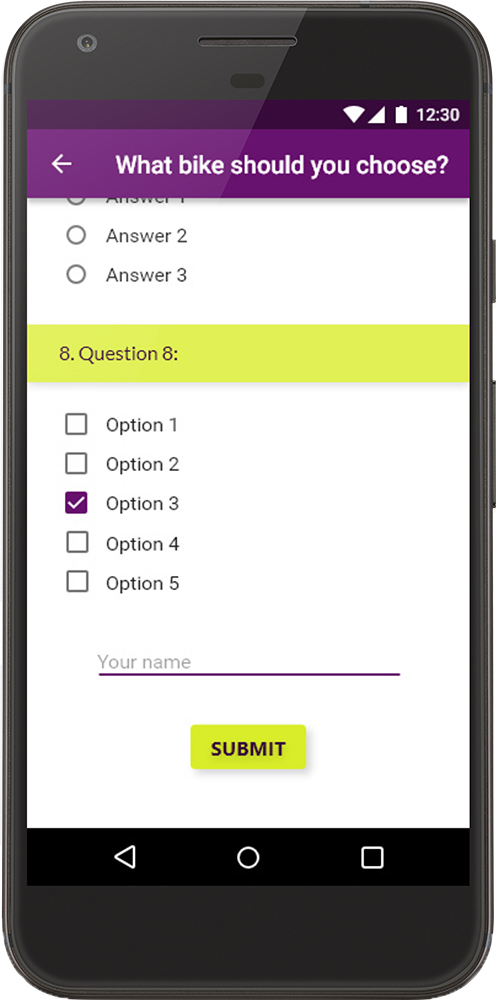 12:30
What bike should you choose?
Answer 1
Answer 2
Answer 3
8. Question 8:
Option 1
Option 2
Option 3
Option 4
Option 5
Your name
SUBMIT